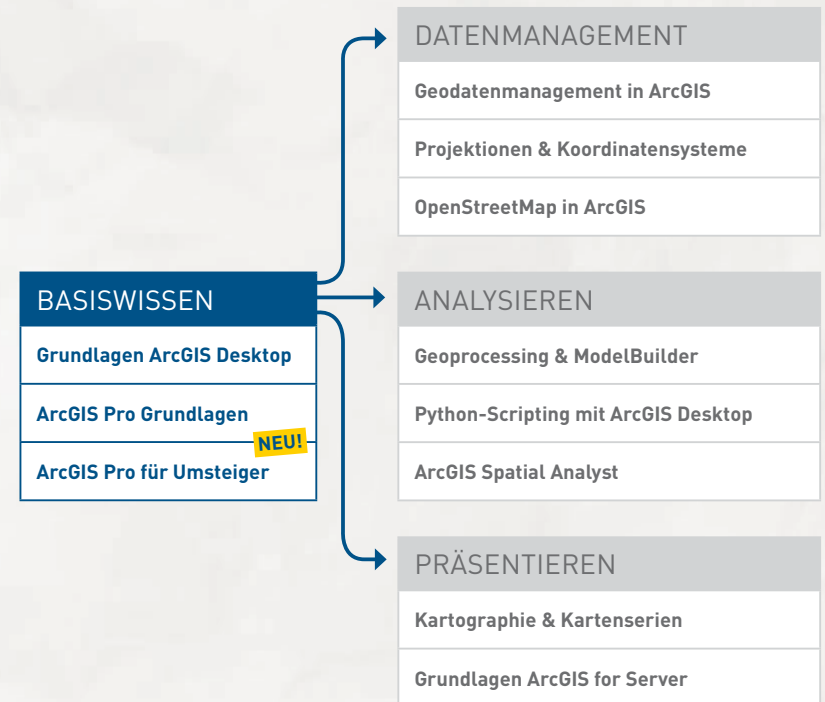 BASISWISSEN
Grundlagen ArcGIS Desktop
ArcGIS Pro Grundlagen
NEU!
ArcGIS Pro für Umsteiger
DATENMANAGEMENT
Geodatenmanagement in ArcGIS
Projektionen & Koordinatensysteme
OpenStreetMap in ArcGIS
ANALYSIEREN
Geoprocessing & ModelBuilder
Python-Scripting mit ArcGIS Desktop
ArcGIS Spatial Analyst
PRÄSENTIEREN
Kartographie & Kartenserien
Grundlagen ArcGIS for Server